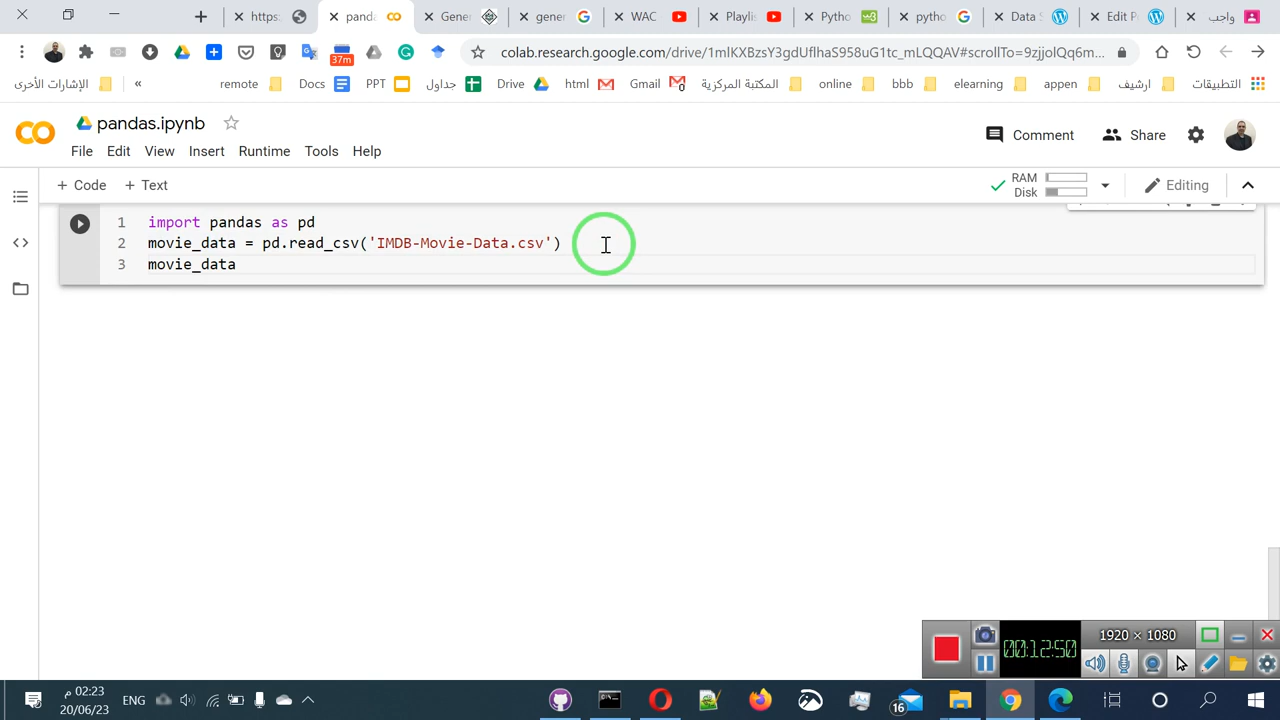 https:
panda
Gener
gener
WAC
Playlis
Pytho
pytho
Data S
Edit P
واجب
colab.research.google.com/drive/1mlKXBzsY3gdUflhaS958uG1tc_mLQQAV#scrollTo=9zjjolQq6m...
37m
الإشارات الأخرى
«
remote
Docs
PPT
جداول
Drive
html
Gmail
المكتبة المركزية
online
bbb
elearning
appen
ارشيف
التطبيقات
pandas.ipynb
Comment
Share
File Edit View Insert Runtime Tools Help
+ Code + Text
RAM
Disk
Editing
1 import pandas as pd
2 movie_data = pd.read_csv('IMDB-Movie-Data.csv')
3 movie_data
1920 × 1080
00:12:50
02:23 م
20/06/23
ENG
16